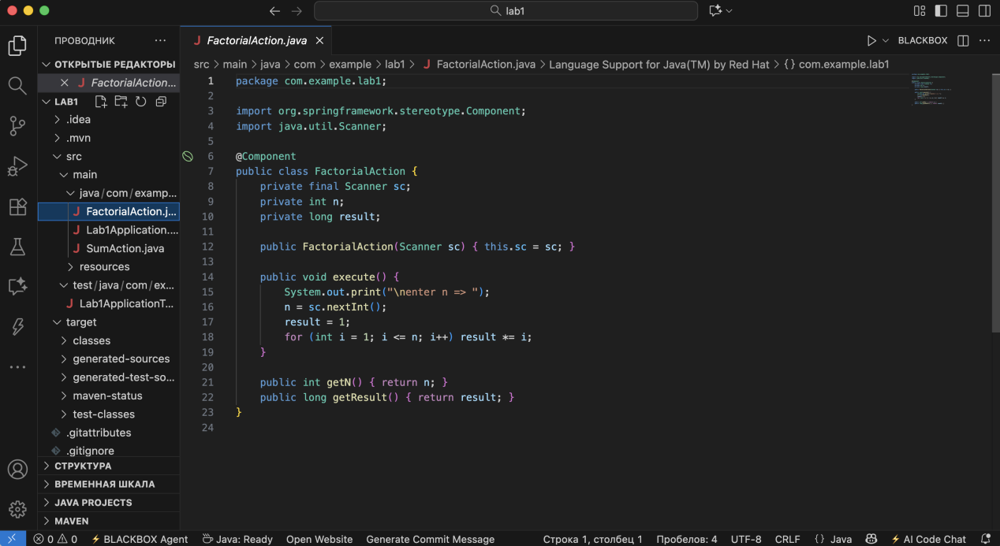 lab1
ПРОВОДНИК
FactorialAction.java
BLACKBOX
ОТКРЫТЫЕ РЕДАКТОРЫ
FactorialAction...
LAB1
.idea
.mvn
src
main
java/com/examp...
FactorialAction.j...
Lab1Application....
SumAction.java
resources
test/java/com/ex...
Lab1ApplicationT...
target
classes
generated-sources
generated-test-so...
maven-status
test-classes
.gitattributes
.gitignore
СТРУКТУРА
ВРЕМЕННАЯ ШКАЛА
JAVA PROJECTS
MAVEN
src > main > java > com > example > lab1 > FactorialAction.java > Language Support for Java(TM) by Red Hat > {} com.example.lab1
1 package com.example.lab1;
2
3 import org.springframework.stereotype.Component;
4 import java.util.Scanner;
5
6 @Component
7 public class FactorialAction {
8     private final Scanner sc;
9     private int n;
10     private long result;
11
12     public FactorialAction(Scanner sc) { this.sc = sc; }
13
14     public void execute() {
15         System.out.print("\nenter n => ");
16         n = sc.nextInt();
17         result = 1;
18         for (int i = 1; i <= n; i++) result *= i;
19     }
20
21     public int getN() { return n; }
22     public long getResult() { return result; }
23 }
24
0 0 BLACKBOX Agent Java: Ready Open Website Generate Commit Message Строка 1, столбец 1 Пробелов: 4 UTF-8 CRLF {} Java AI Code Chat